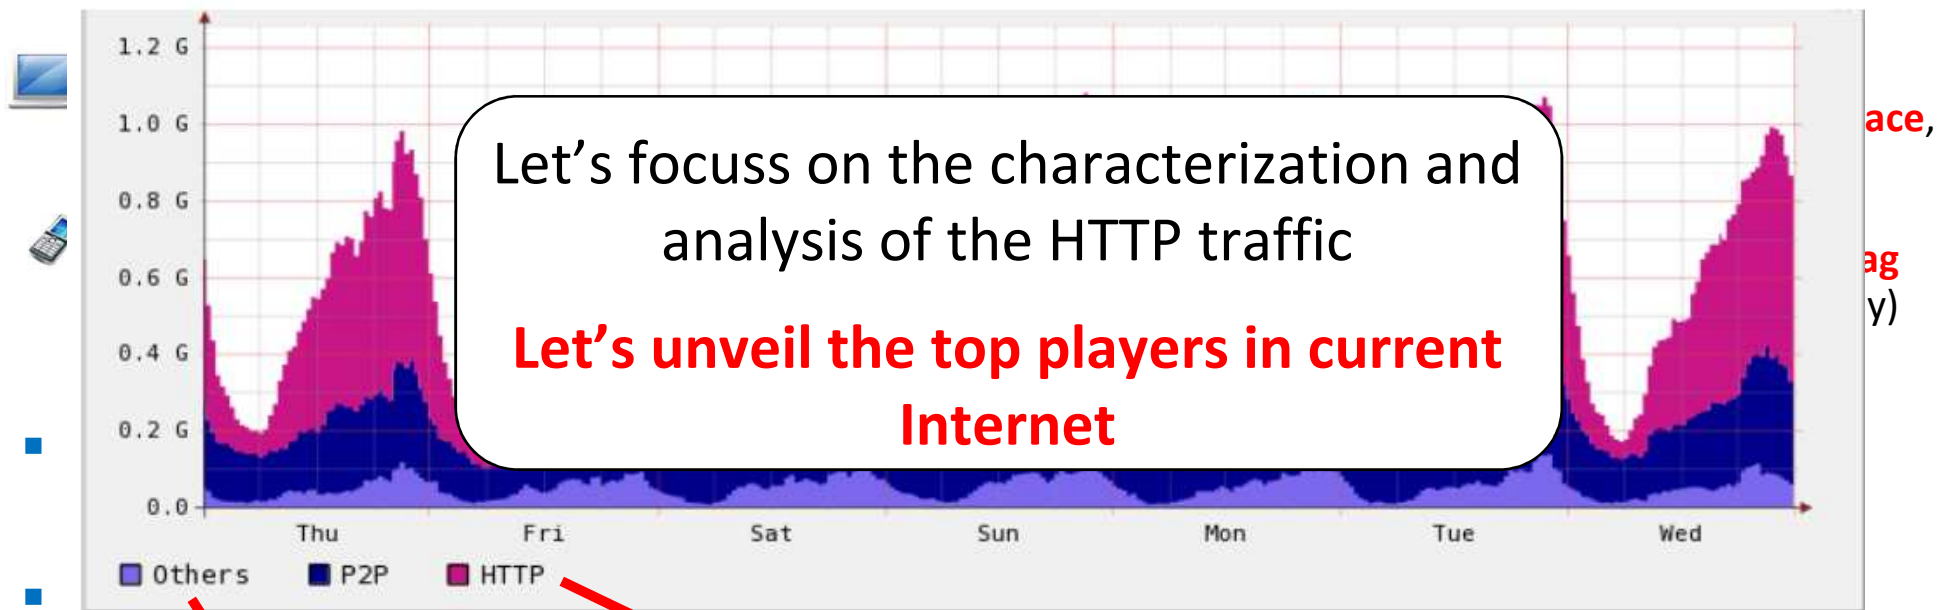 1.2 G
1.0 G
0.8 G
0.6 G
0.4 G
0.2 G
0.0
Let’s focuss on the characterization and
analysis of the HTTP traffic
Let’s unveil the top players in current
Internet
ace,
ag
y)
Thu Fri Sat Sun Mon Tue Wed
Others P2P HTTP